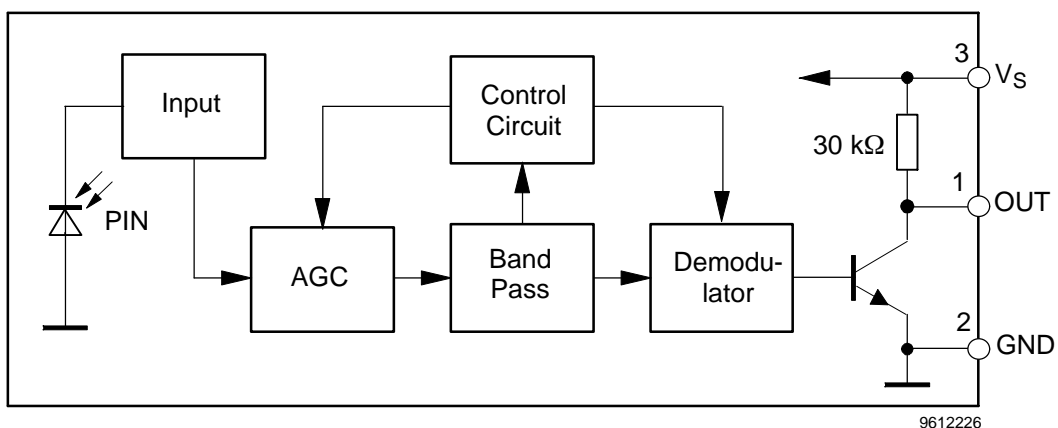 Input
PIN
AGC
Control
Circuit
Band
Pass
Demodu-
lator
30 kΩ
3
VS
1
OUT
2
GND
9612226